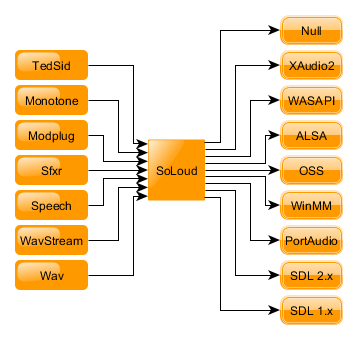 TedSid
Monotone
Modplug
Sfxr
Speech
WavStream
Wav
SoLoud
Null
XAudio2
WASAPI
ALSA
OSS
WinMM
PortAudio
SDL 2.x
SDL 1.x